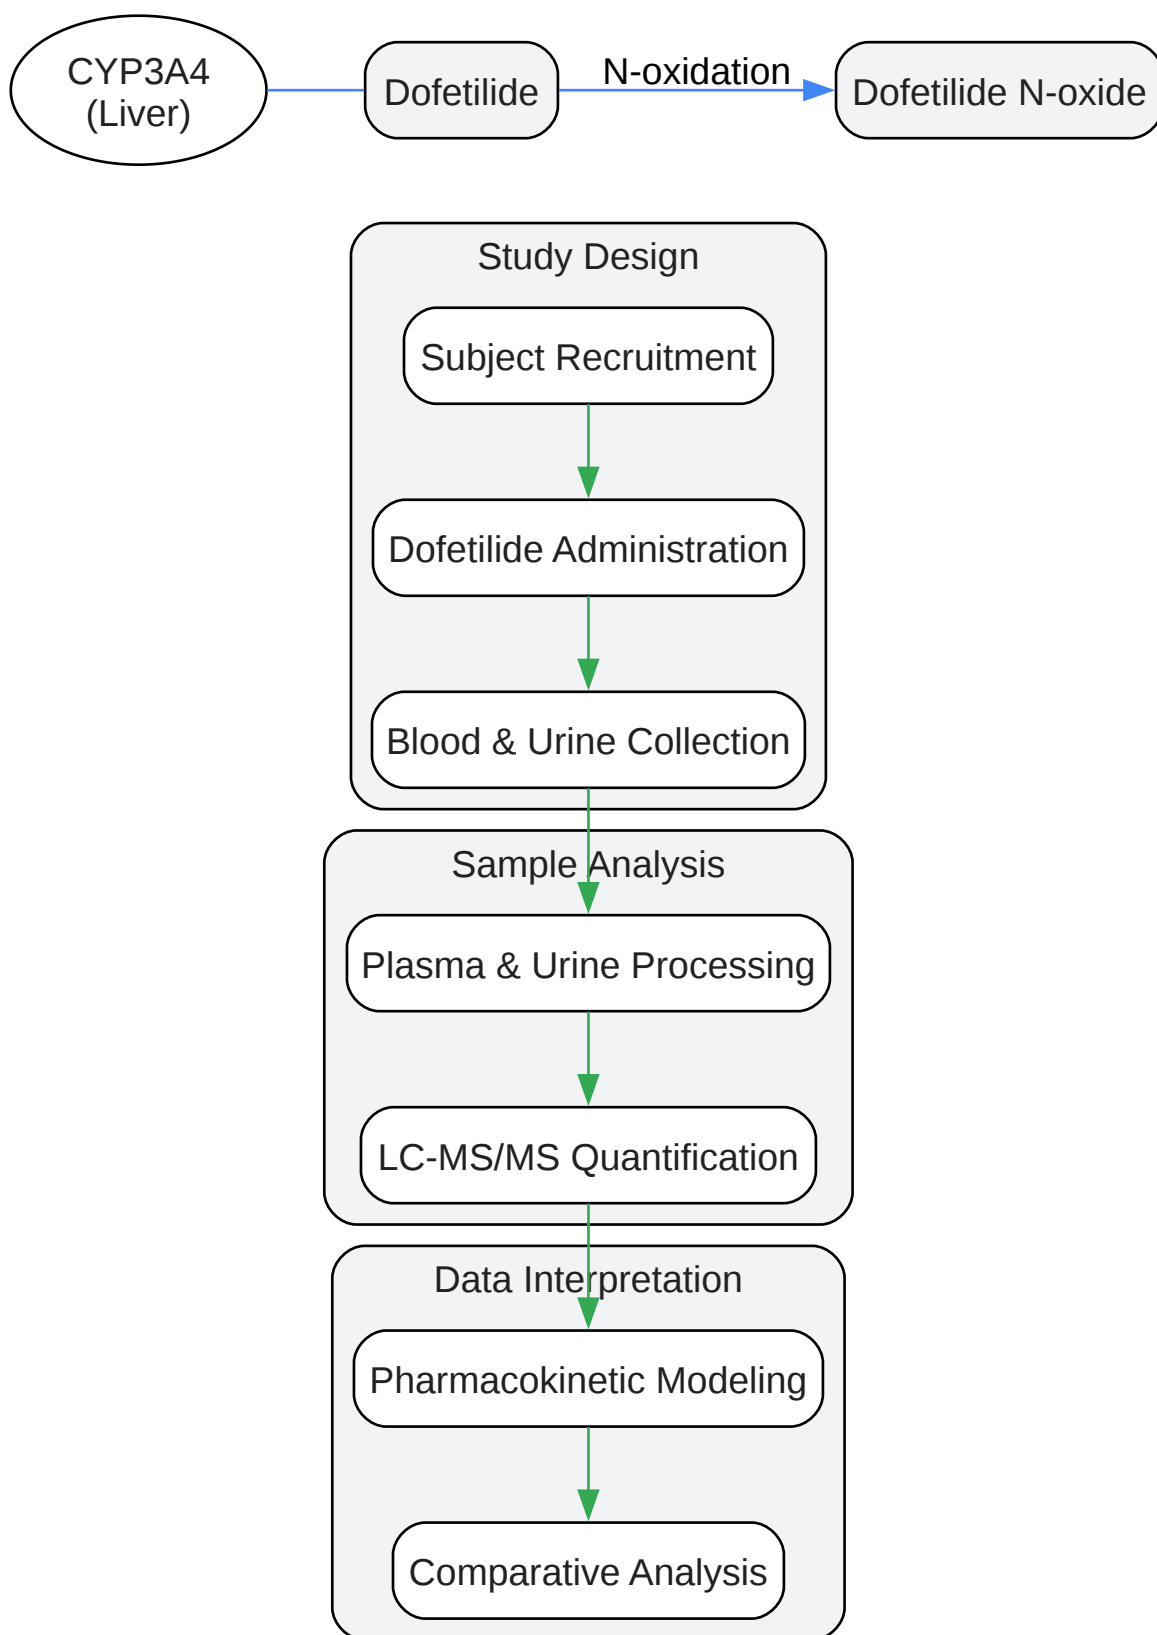 CYP3A4
(Liver)
Dofetilide
N-oxidation
Dofetilide N-oxide
Study Design
Subject Recruitment
Dofetilide Administration
Blood & Urine Collection
Sample Analysis
Plasma & Urine Processing
LC-MS/MS Quantification
Data Interpretation
Pharmacokinetic Modeling
Comparative Analysis